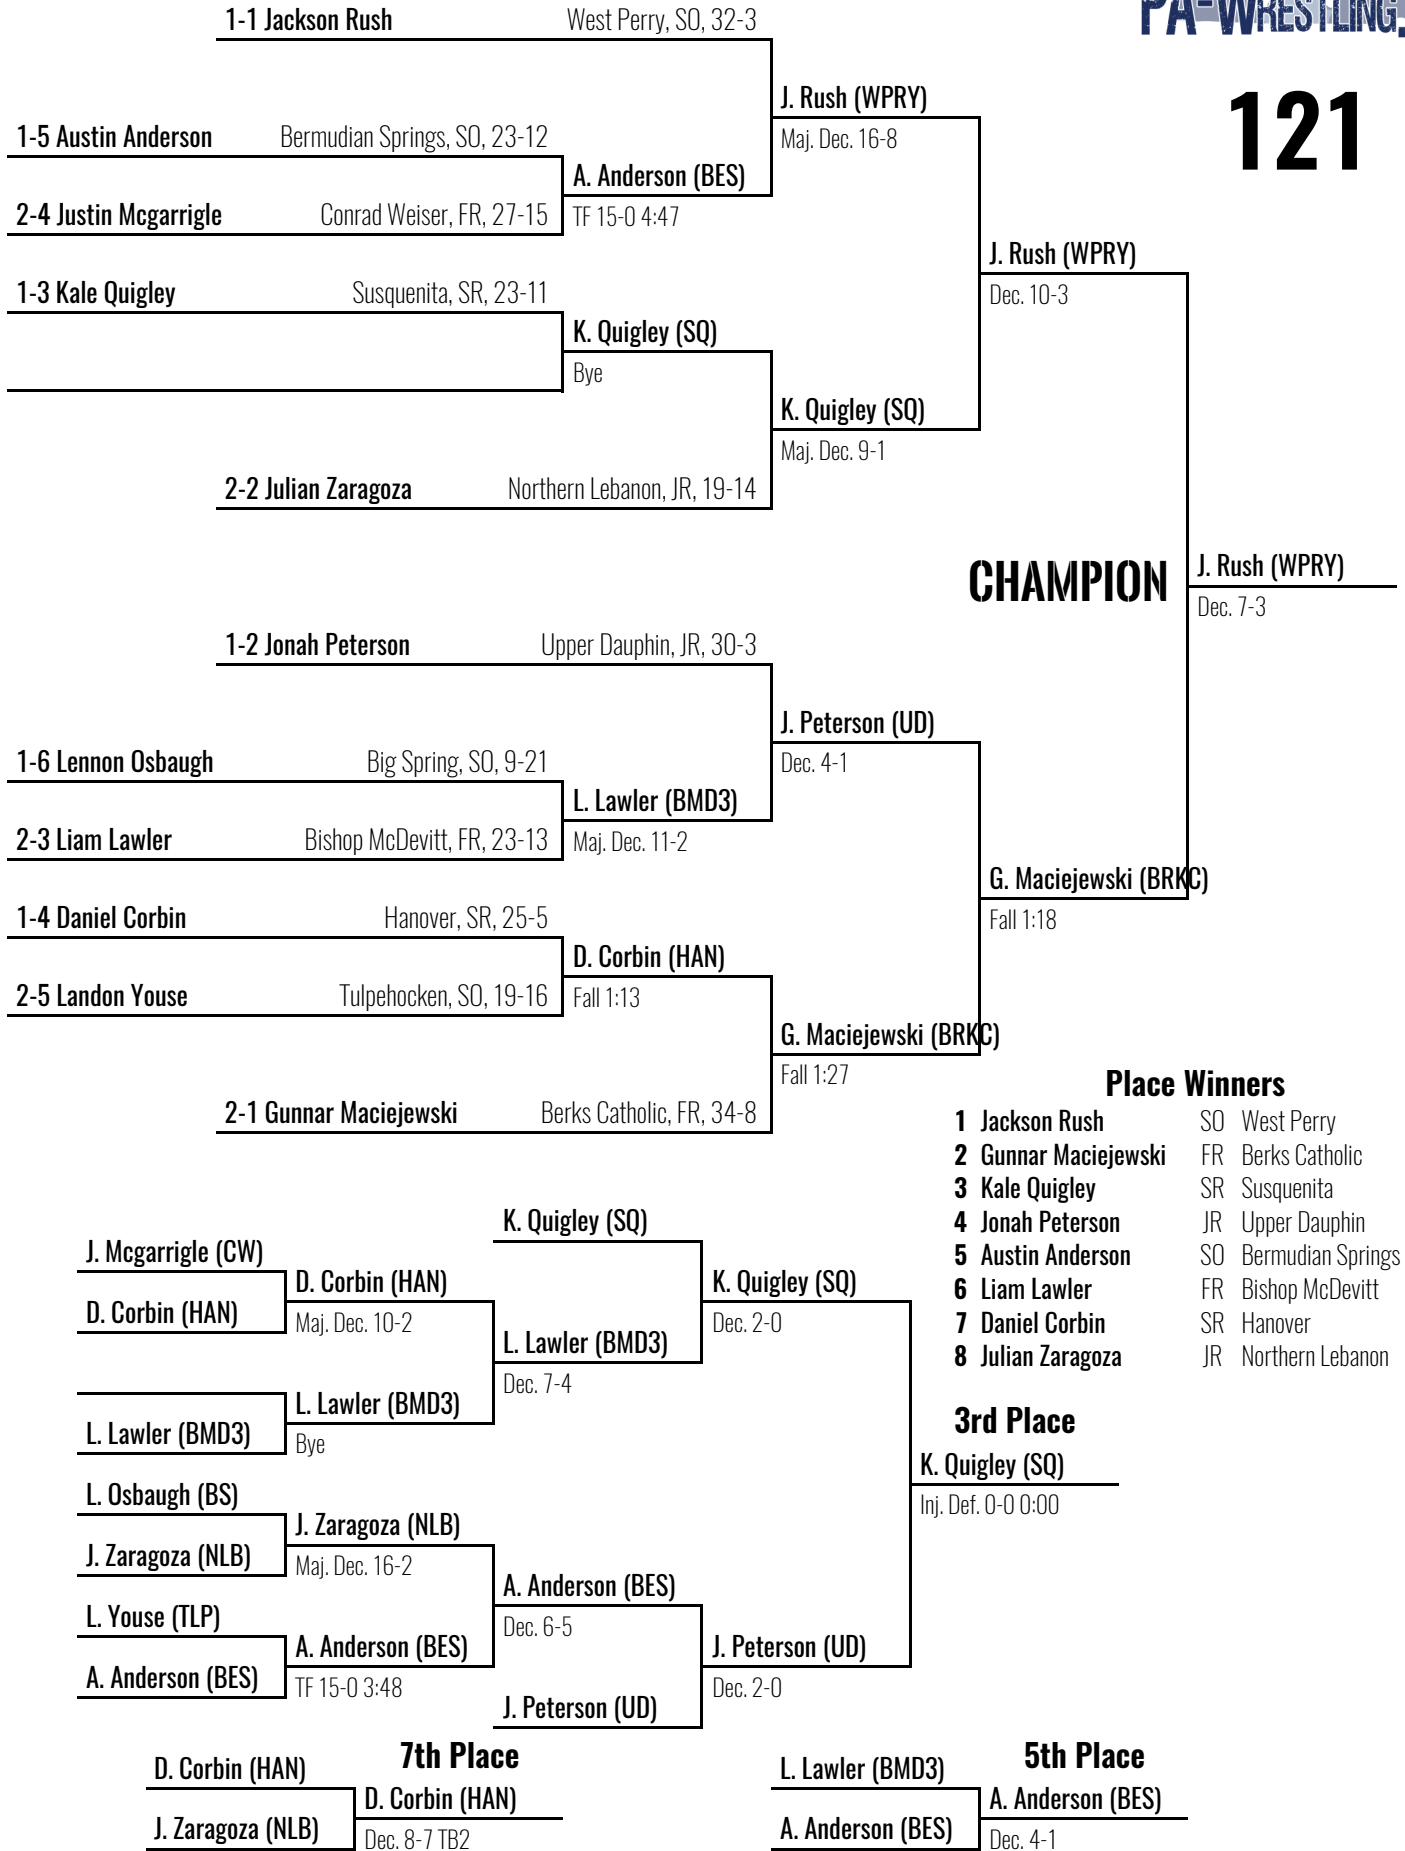 1-1 Jackson Rush West Perry, SO, 32-3
PA-WRESTLING.
121
J. Rush (WPRY)
Maj. Dec. 16-8
1-5 Austin Anderson Bermudian Springs, SO, 23-12
A. Anderson (BES)
TF 15-0 4:47
2-4 Justin Mcgarrigle Conrad Weiser, FR, 27-15
J. Rush (WPRY)
Dec. 10-3
1-3 Kale Quigley Susquenita, SR, 23-11
K. Quigley (SQ)
Bye
K. Quigley (SQ)
Maj. Dec. 9-1
2-2 Julian Zaragoza Northern Lebanon, JR, 19-14
CHAMPION
J. Rush (WPRY)
Dec. 7-3
1-2 Jonah Peterson Upper Dauphin, JR, 30-3
J. Peterson (UD)
Dec. 4-1
1-6 Lennon Osbaugh Big Spring, SO, 9-21
L. Lawler (BMD3)
Maj. Dec. 11-2
2-3 Liam Lawler Bishop McDevitt, FR, 23-13
G. Maciejewski (BRKC)
Fall 1:18
1-4 Daniel Corbin Hanover, SR, 25-5
D. Corbin (HAN)
Fall 1:13
2-5 Landon Youse Tulpehocken, SO, 19-16
G. Maciejewski (BRKC)
Fall 1:27
2-1 Gunnar Maciejewski Berks Catholic, FR, 34-8
Place Winners
1 Jackson Rush SO West Perry
2 Gunnar Maciejewski FR Berks Catholic
3 Kale Quigley SR Susquenita
4 Jonah Peterson JR Upper Dauphin
5 Austin Anderson SO Bermudian Springs
6 Liam Lawler FR Bishop McDevitt
7 Daniel Corbin SR Hanover
8 Julian Zaragoza JR Northern Lebanon
K. Quigley (SQ)
J. Mcgarrigle (CW)
D. Corbin (HAN)
Maj. Dec. 10-2
D. Corbin (HAN)
K. Quigley (SQ)
Dec. 2-0
L. Lawler (BMD3)
Dec. 7-4
L. Lawler (BMD3)
Bye
L. Lawler (BMD3)
3rd Place
K. Quigley (SQ)
Inj. Def. 0-0 0:00
L. Osbaugh (BS)
J. Zaragoza (NLB)
Maj. Dec. 16-2
J. Zaragoza (NLB)
A. Anderson (BES)
Dec. 6-5
L. Youse (TLP)
A. Anderson (BES)
TF 15-0 3:48
A. Anderson (BES)
J. Peterson (UD)
Dec. 2-0
J. Peterson (UD)
7th Place
D. Corbin (HAN)
D. Corbin (HAN)
Dec. 8-7 TB2
J. Zaragoza (NLB)
5th Place
L. Lawler (BMD3)
A. Anderson (BES)
Dec. 4-1
A. Anderson (BES)